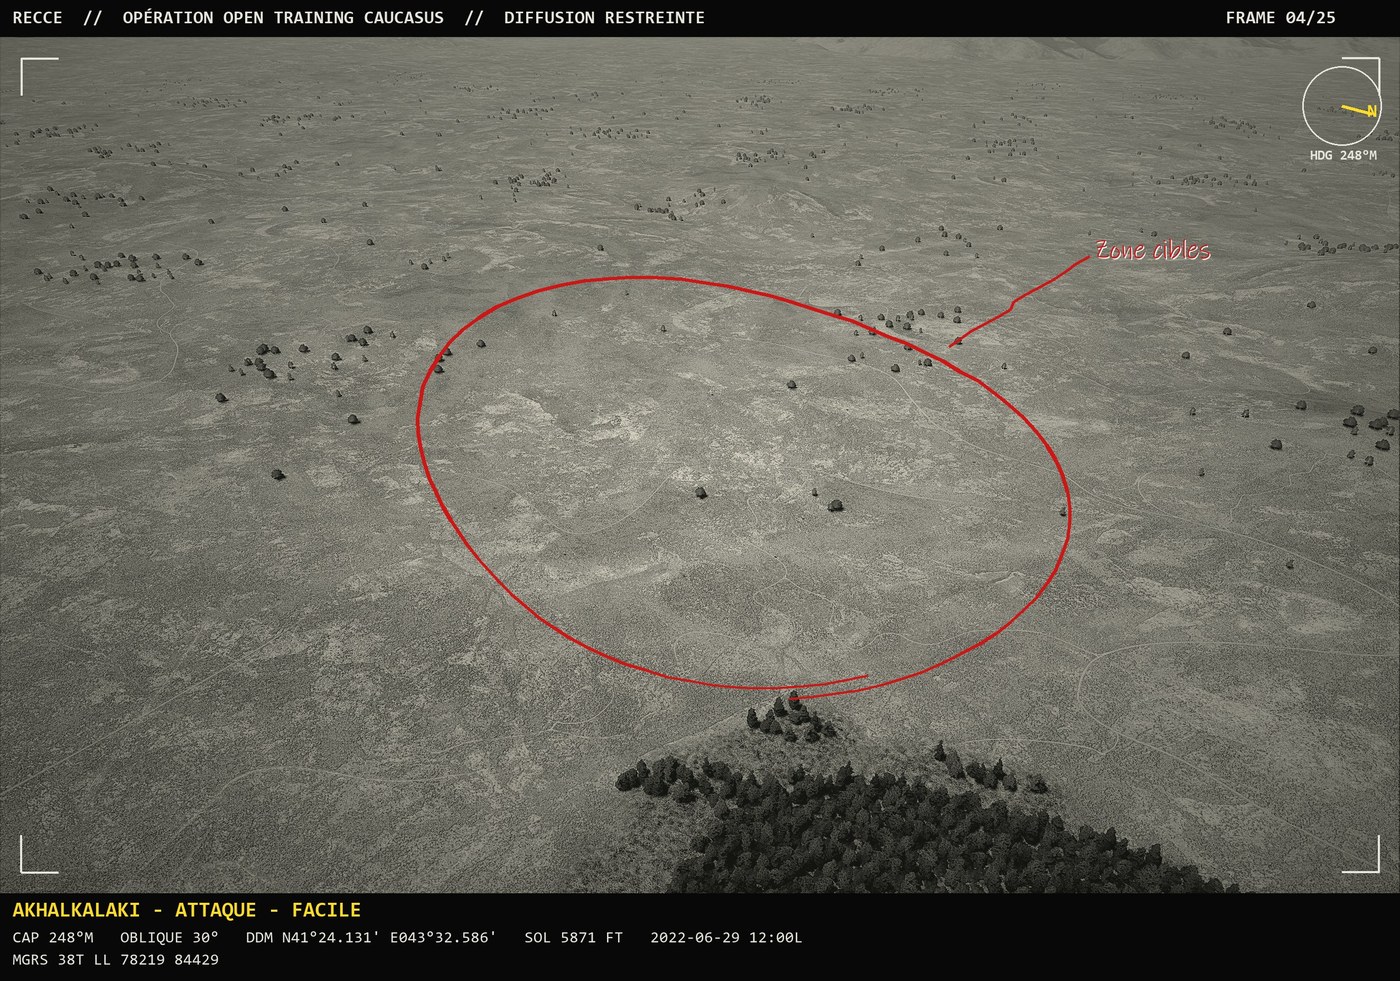 RECCE  //  OPÉRATION OPEN TRAINING CAUCASUS  //  DIFFUSION RESTREINTE
FRAME 04/25
N
HDG 248°M
Zone cibles
AKHALKALAKI - ATTAQUE - FACILE
CAP 248°M   OBLIQUE 30°   DDM N41°24.131' E043°32.586'   SOL 5871 FT   2022-06-29 12:00L
MGRS 38T LL 78219 84429